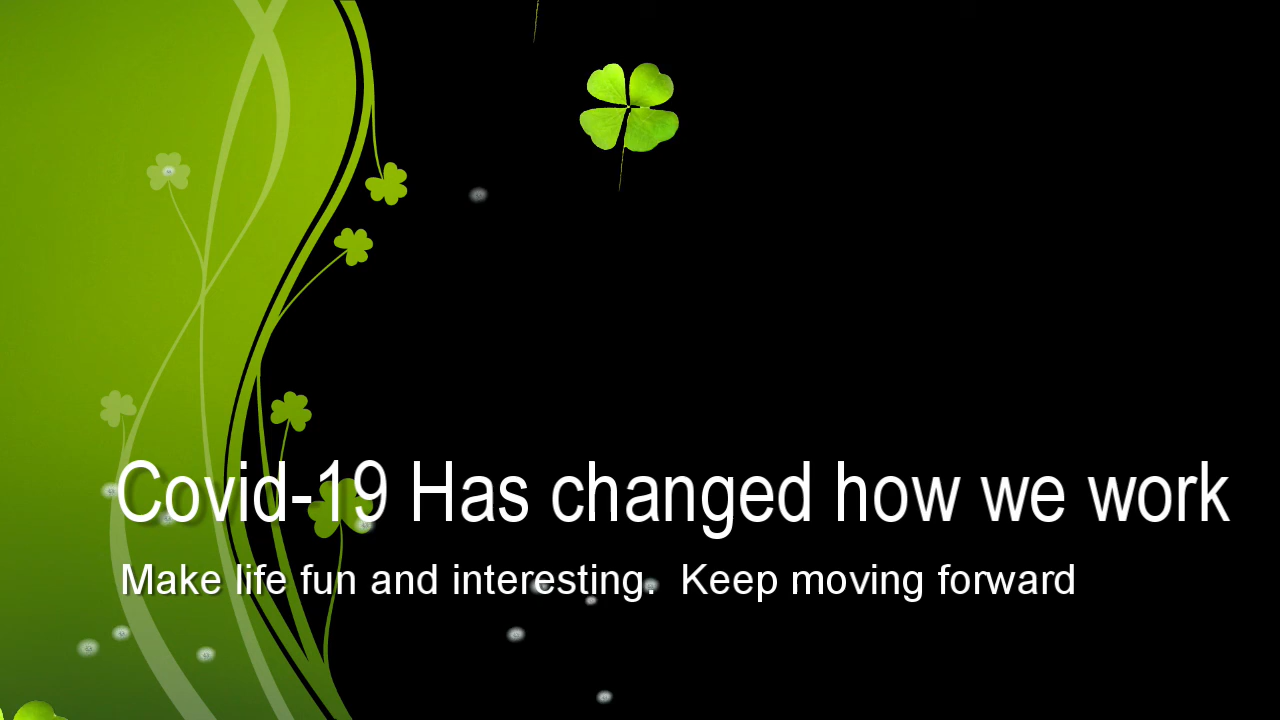 Covid-19 Has changed how we work
Make life fun and interesting.  Keep moving forward